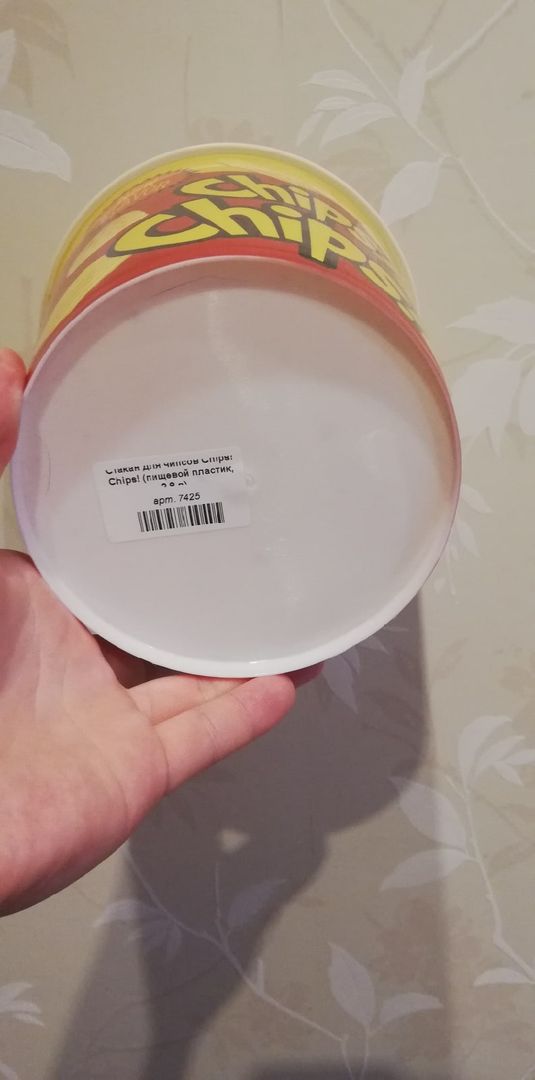 Chips
Chips
Стакан для чипсов Chips!
Chips! (пищевой пластик,
арт. 7425